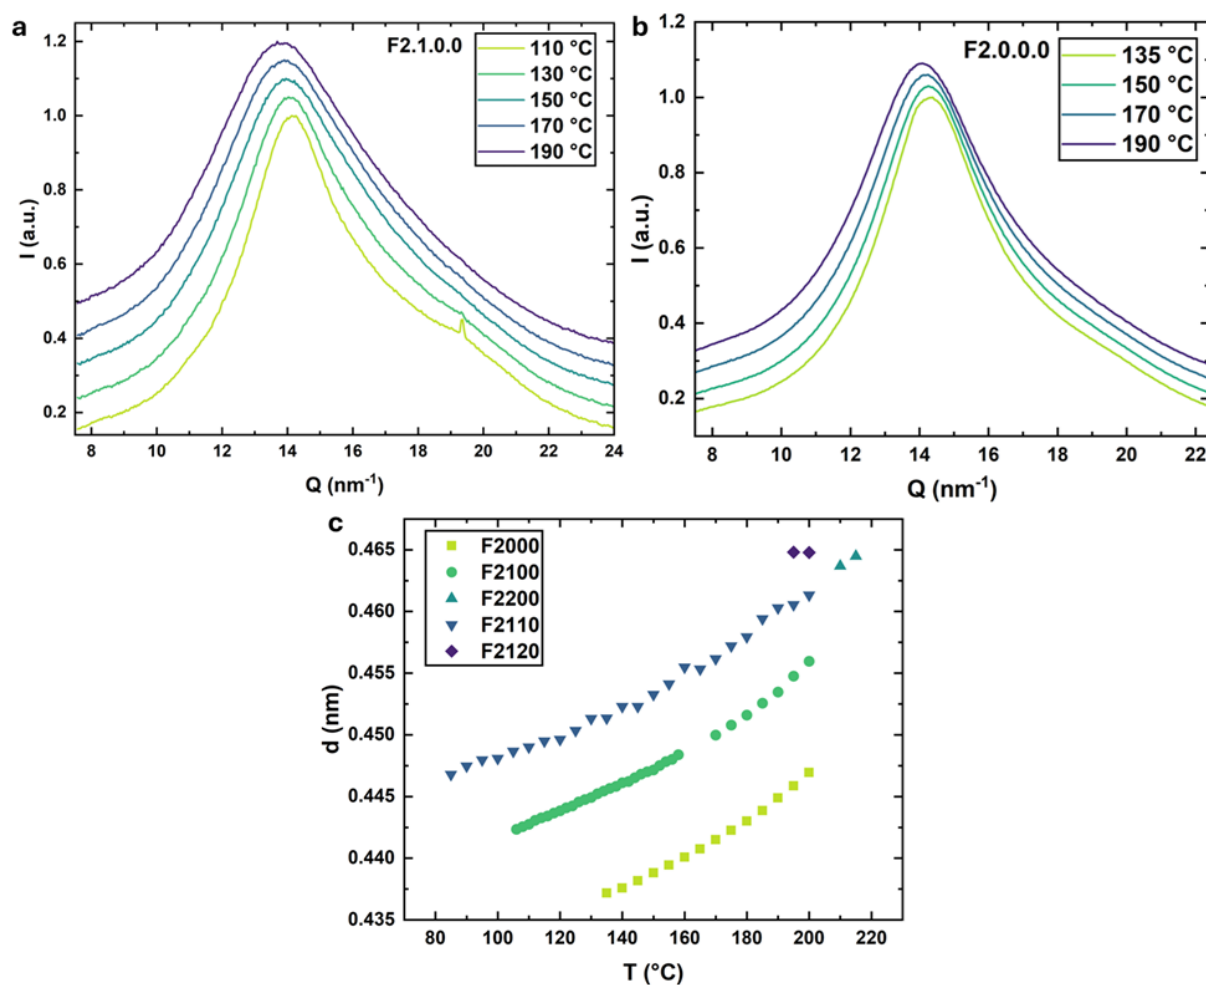 a
F2.1.0.0
110 °C
130 °C
150 °C
170 °C
190 °C
I (a.u.)
1.2
1.0
0.8
0.6
0.4
0.2
8 10 12 14 16 18 20 22 24
Q (nm⁻¹)
b
F2.0.0.0
135 °C
150 °C
170 °C
190 °C
I (a.u.)
1.2
1.0
0.8
0.6
0.4
0.2
8 10 12 14 16 18 20 22
Q (nm⁻¹)
c
F2000
F2100
F2200
F2110
F2120
d (nm)
0.465
0.460
0.455
0.450
0.445
0.440
0.435
80 100 120 140 160 180 200 220
T (°C)